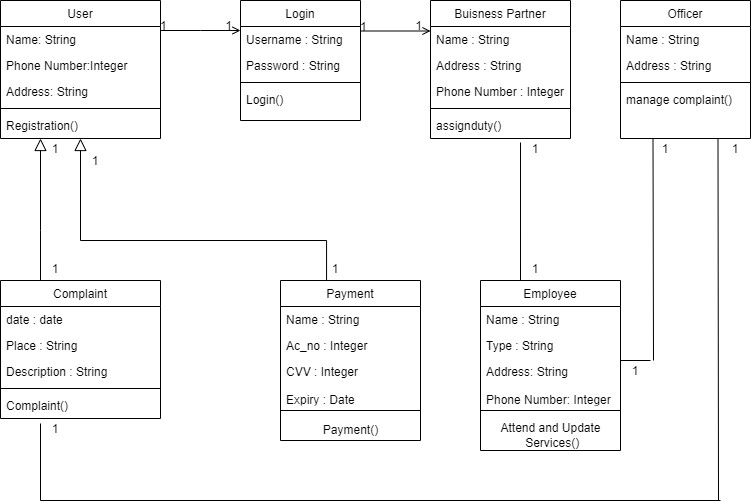 User
Name: String
Phone Number:Integer
Address: String
Registration()
1
1
Login
Username : String
Password : String
Login()
1
1
Buisness Partner
Name : String
Address : String
Phone Number : Integer
assignduty()
Officer
Name : String
Address : String
manage complaint()
1
1
1
1
1
1
1
1
Complaint
date : date
Place : String
Description : String
Complaint()
1
Payment
Name : String
Ac_no : Integer
CVV : Integer
Expiry : Date
Payment()
Employee
Name : String
Type : String
Address: String
Phone Number: Integer
Attend and Update
Services()
1